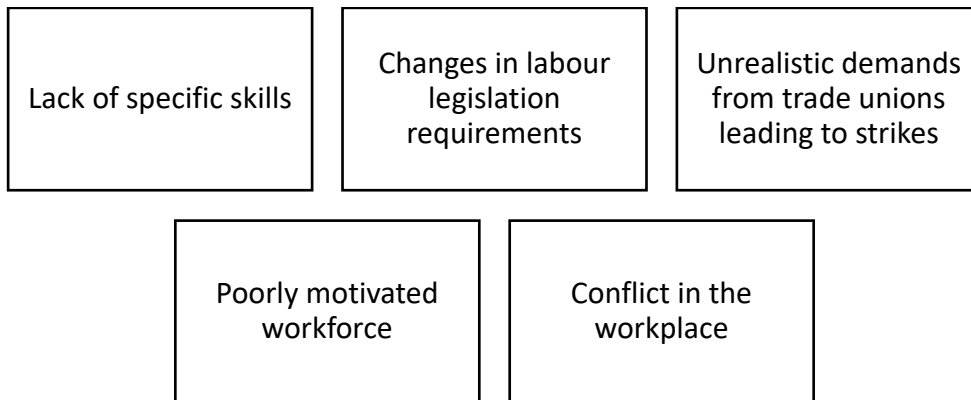 Lack of specific skills
Changes in labour
legislation
requirements
Unrealistic demands
from trade unions
leading to strikes
Poorly motivated
workforce
Conflict in the
workplace